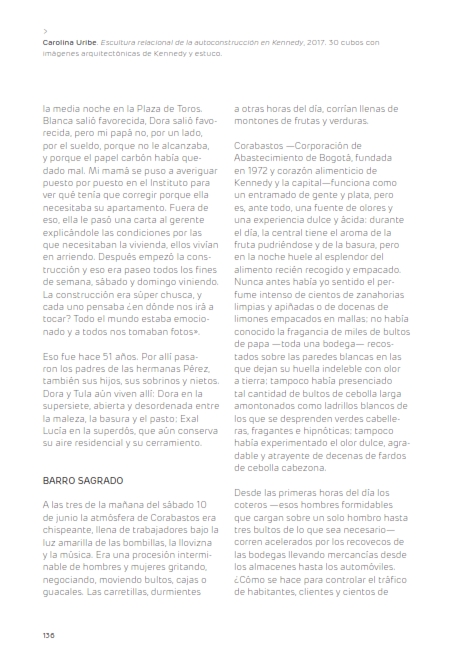 >
Carolina Uribe. Escultura relacional de la autoconstrucción en Kennedy, 2017. 30 cubos con
imágenes arquitectónicas de Kennedy y estuco.
la media noche en la Plaza de Toros.
Blanca salió favorecida, Dora salió favo-
recida, pero mi papá no, por un lado,
por el sueldo, porque no le alcanzaba,
y porque el papel carbón había que-
dado mal. Mi mamá se puso a averiguar
puesto por puesto en el Instituto para
ver qué tenía que corregir porque ella
necesitaba su apartamento. Fuera de
eso, ella le pasó una carta al gerente
explicándole las condiciones por las
que necesitaban la vivienda, ellos vivían
en arriendo. Después empezó la cons-
trucción y eso era paseo todos los fines
de semana, sábado y domingo viniendo.
La construcción era súper chusca, y
cada uno pensaba ¿en dónde nos irá a
tocar? Todo el mundo estaba emocio-
nado y a todos nos tomaban fotos».
Eso fue hace 51 años. Por allí pasa-
ron los padres de las hermanas Pérez,
también sus hijos, sus sobrinos y nietos.
Dora y Tula aún viven allí: Dora en la
supersiete, abierta y desordenada entre
la maleza, la basura y el pasto; Exal
Lucía en la superdós, que aún conserva
su aire residencial y su cerramiento.
BARRO SAGRADO
A las tres de la mañana del sábado 10
de junio la atmósfera de Corabastos era
chispeante, llena de trabajadores bajo la
luz amarilla de las bombillas, la llovizna
y la música. Era una procesión intermi-
nable de hombres y mujeres gritando,
negociando, moviendo bultos, cajas o
guacales. Las carretillas, durmientes
a otras horas del día, corrían llenas de
montones de frutas y verduras.
Corabastos —Corporación de
Abastecimiento de Bogotá, fundada
en 1972 y corazón alimenticio de
Kennedy y la capital—funciona como
un entramado de gente y plata, pero
es, ante todo, una fuente de olores y
una experiencia dulce y ácida: durante
el día, la central tiene el aroma de la
fruta pudriéndose y de la basura, pero
en la noche huele al esplendor del
alimento recién recogido y empacado.
Nunca antes había yo sentido el per-
fume intenso de cientos de zanahorias
limpias y apiñadas o de docenas de
limones empacados en mallas; no había
conocido la fragancia de miles de bultos
de papa —toda una bodega— recos-
tados sobre las paredes blancas en las
que dejan su huella indeleble con olor
a tierra; tampoco había presenciado
tal cantidad de bultos de cebolla larga
amontonados como ladrillos blancos de
los que se desprenden verdes cabelle-
ras, fragantes e hipnóticas; tampoco
había experimentado el olor dulce, agra-
dable y atrayente de decenas de fardos
de cebolla cabezona.
Desde las primeras horas del día los
coteros —esos hombres formidables
que cargan sobre un solo hombro hasta
tres bultos de lo que sea necesario—
corren acelerados por los recovecos de
las bodegas llevando mercancías desde
los almacenes hasta los automóviles.
¿Cómo se hace para controlar el tráfico
de habitantes, clientes y cientos de
136